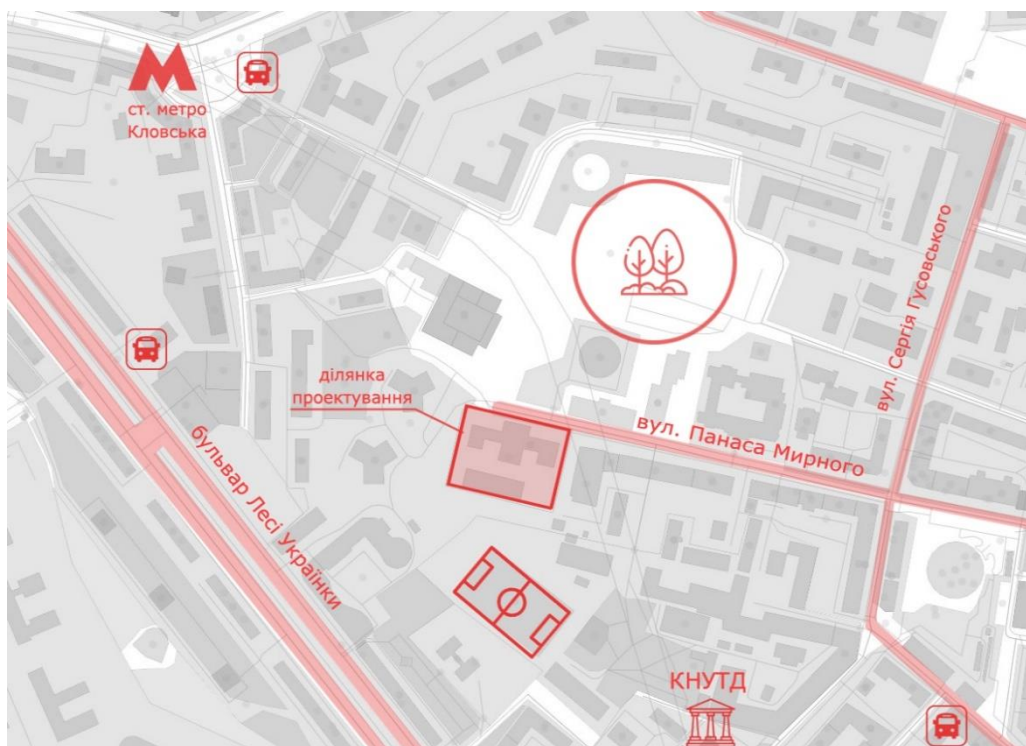 ст. метро
Кловська
ділянка
проектування
бульвар Лесі Українки
вул. Панаса Мирного
вул. Сергія Гусовського
КНУТД